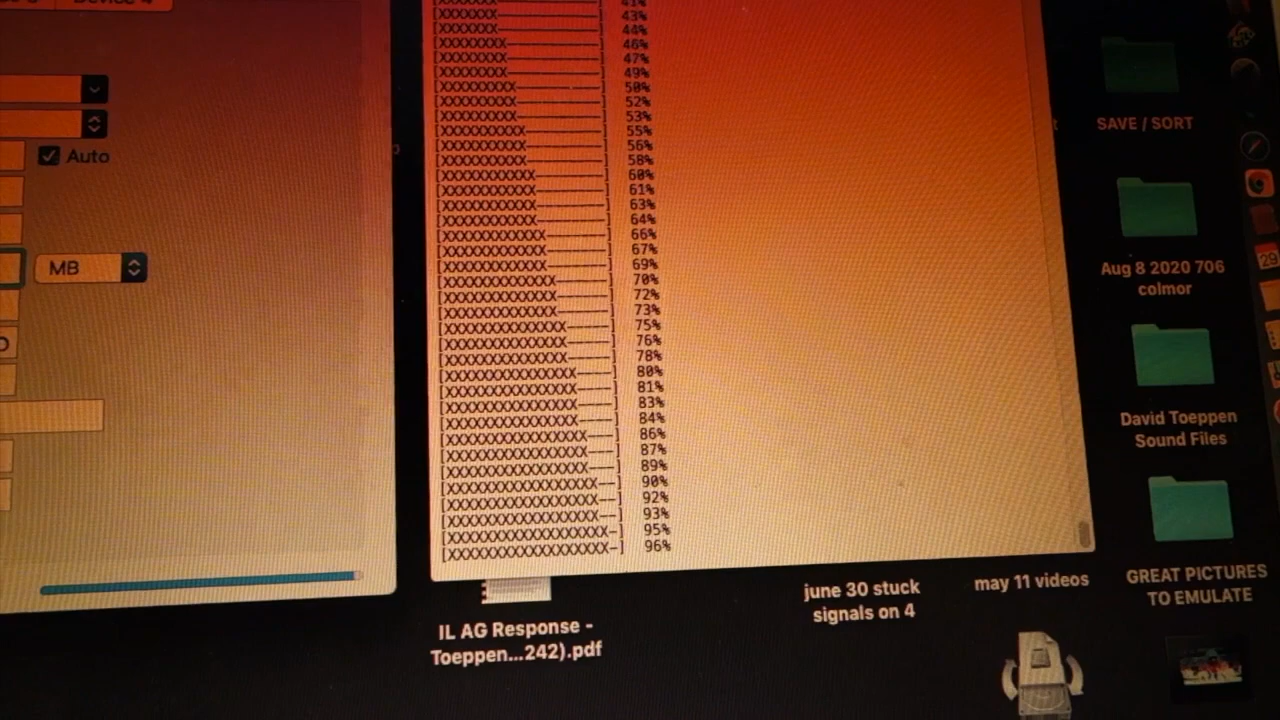 Auto
MB
[XXXXXXX———————————] 43%
[XXXXXXX———————————] 44%
[XXXXXXXX——————————] 46%
[XXXXXXXX——————————] 47%
[XXXXXXXX——————————] 49%
[XXXXXXXXX—————————] 50%
[XXXXXXXXX—————————] 52%
[XXXXXXXXX—————————] 53%
[XXXXXXXXXX————————] 55%
[XXXXXXXXXX————————] 56%
[XXXXXXXXXX————————] 58%
[XXXXXXXXXXX———————] 60%
[XXXXXXXXXXX———————] 61%
[XXXXXXXXXXX———————] 63%
[XXXXXXXXXXX———————] 64%
[XXXXXXXXXXXX——————] 66%
[XXXXXXXXXXXX——————] 67%
[XXXXXXXXXXXX——————] 69%
[XXXXXXXXXXXXX—————] 70%
[XXXXXXXXXXXXX—————] 72%
[XXXXXXXXXXXXX—————] 73%
[XXXXXXXXXXXXXX————] 75%
[XXXXXXXXXXXXXX————] 76%
[XXXXXXXXXXXXXX————] 78%
[XXXXXXXXXXXXXXX———] 80%
[XXXXXXXXXXXXXXX———] 81%
[XXXXXXXXXXXXXXX———] 83%
[XXXXXXXXXXXXXXX———] 84%
[XXXXXXXXXXXXXXXX——-] 86%
[XXXXXXXXXXXXXXXX——-] 87%
[XXXXXXXXXXXXXXXX——-] 89%
[XXXXXXXXXXXXXXXXX--] 90%
[XXXXXXXXXXXXXXXXX--] 92%
[XXXXXXXXXXXXXXXXX--] 93%
[XXXXXXXXXXXXXXXXXX-] 95%
[XXXXXXXXXXXXXXXXXX-] 96%
SAVE / SORT
Aug 8 2020 706
colmor
David Toeppen
Sound Files
GREAT PICTURES
TO EMULATE
may 11 videos
june 30 stuck
signals on 4
IL AG Response -
Toeppen...242).pdf
29